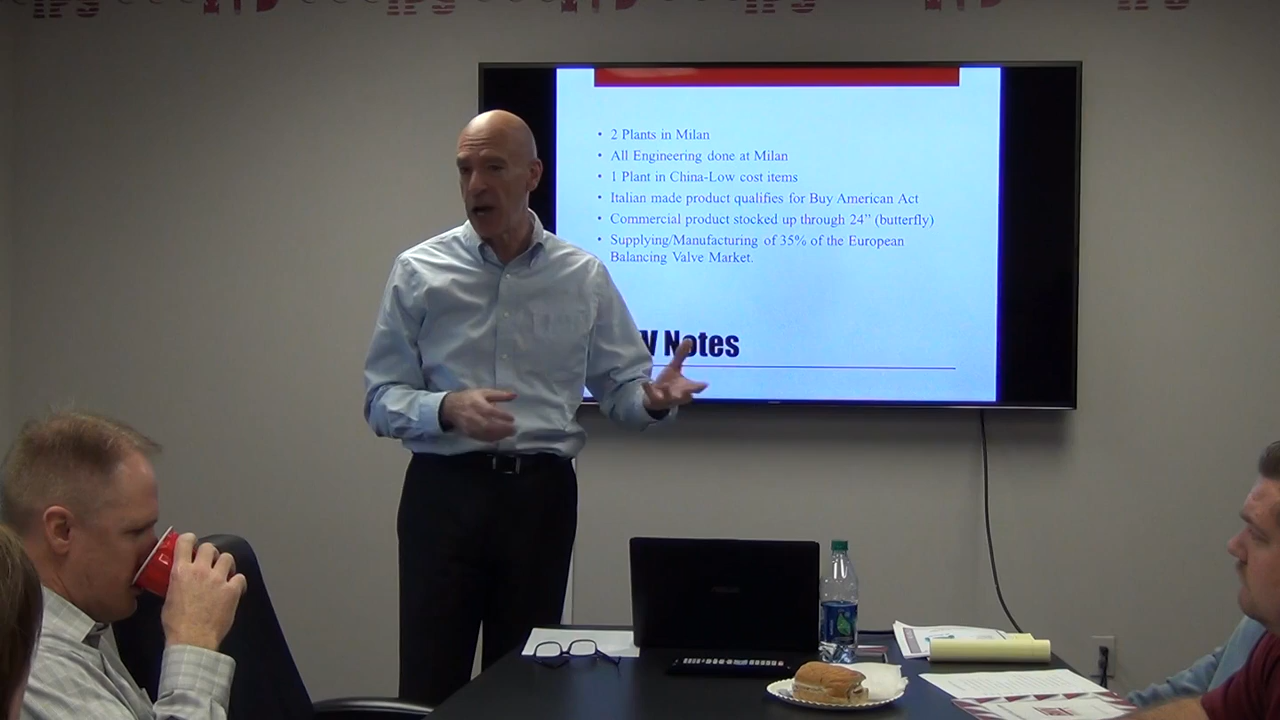 • 2 Plants in Milan
• All Engineering done at Milan
• 1 Plant in China-Low cost items
• Italian made product qualifies for Buy American Act
• Commercial product stocked up through 24” (butterfly)
• Supplying/Manufacturing of 35% of the European
Balancing Valve Market.
Notes